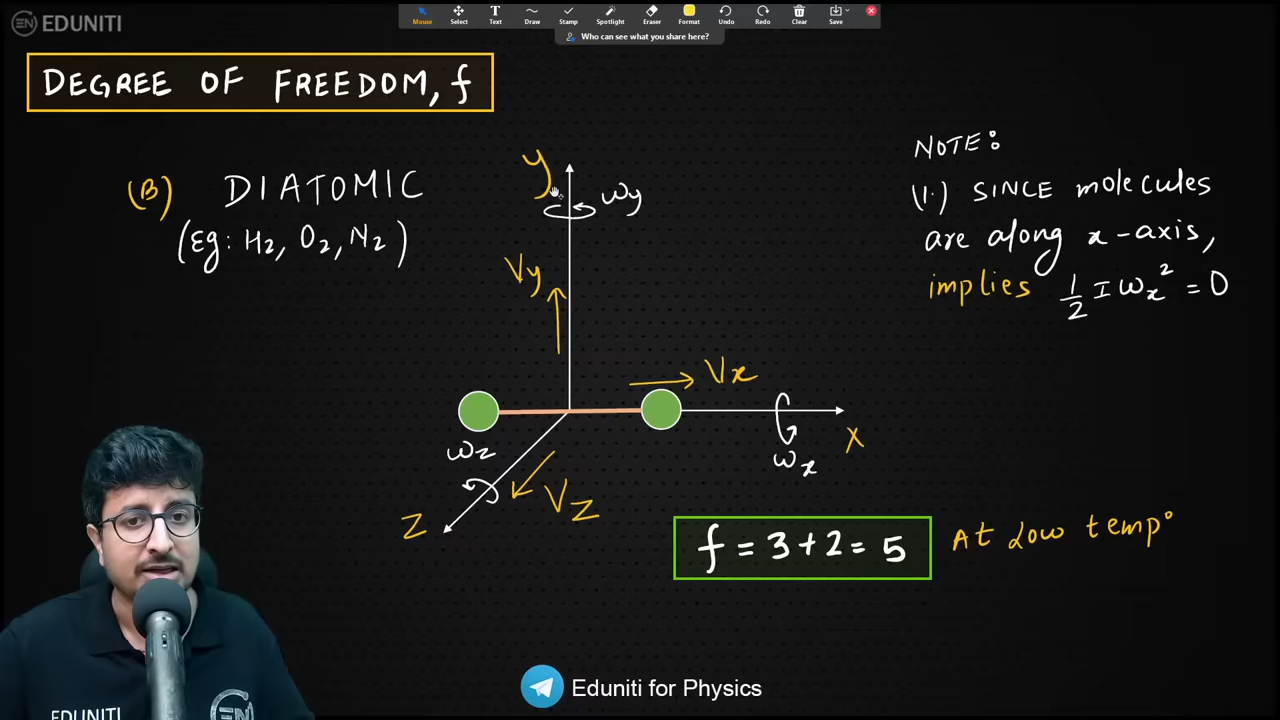 EDUNITI
Mouse Select Text Draw Stamp Spotlight Eraser Format Undo Redo Clear Save
Who can see what you share here?
DEGREE OF FREEDOM, f
(B) DIATOMIC
(Eg: H2, O2, N2)
NOTE:
(1.) SINCE molecules
are along x-axis,
implies 1/2 I ωx² = 0
y
ωy
Vy
Vx
X
ωx
ωz
Vz
Z
f = 3 + 2 = 5
At Low temp°
Eduniti for Physics
EDUNITI
EN